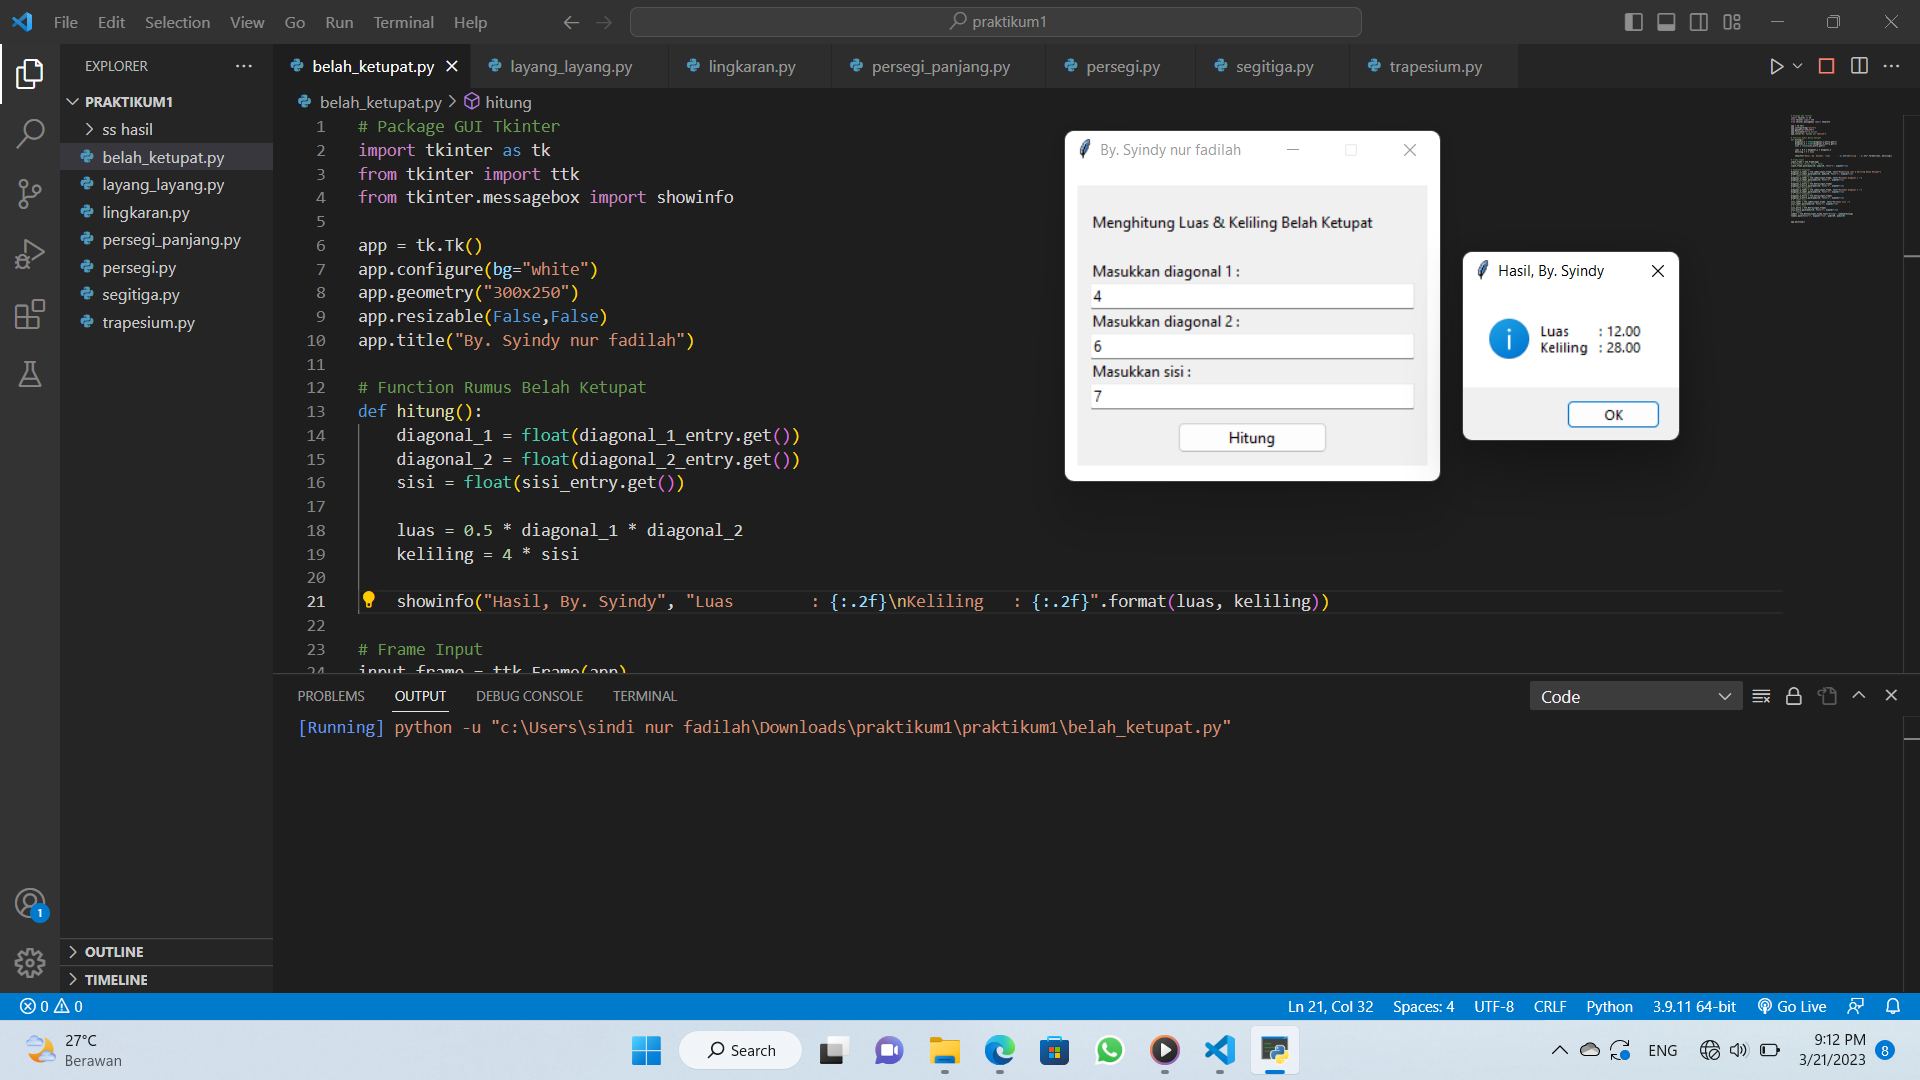 File Edit Selection View Go Run Terminal Help
praktikum1
EXPLORER
PRAKTIKUM1
ss hasil
belah_ketupat.py
layang_layang.py
lingkaran.py
persegi_panjang.py
persegi.py
segitiga.py
trapesium.py
OUTLINE
TIMELINE
belah_ketupat.py layang_layang.py lingkaran.py persegi_panjang.py persegi.py segitiga.py trapesium.py
belah_ketupat.py > hitung
1 # Package GUI Tkinter
2 import tkinter as tk
3 from tkinter import ttk
4 from tkinter.messagebox import showinfo
5
6 app = tk.Tk()
7 app.configure(bg="white")
8 app.geometry("300x250")
9 app.resizable(False,False)
10 app.title("By. Syindy nur fadilah")
11
12 # Function Rumus Belah Ketupat
13 def hitung():
14     diagonal_1 = float(diagonal_1_entry.get())
15     diagonal_2 = float(diagonal_2_entry.get())
16     sisi = float(sisi_entry.get())
17
18     luas = 0.5 * diagonal_1 * diagonal_2
19     keliling = 4 * sisi
20
21     showinfo("Hasil, By. Syindy", "Luas        : {:.2f}\nKeliling   : {:.2f}".format(luas, keliling))
22
23 # Frame Input
24 input_frame = ttk.Frame(app)
By. Syindy nur fadilah
Menghitung Luas & Keliling Belah Ketupat
Masukkan diagonal 1 :
4
Masukkan diagonal 2 :
6
Masukkan sisi :
7
Hitung
Hasil, By. Syindy
Luas : 12.00
Keliling : 28.00
OK
PROBLEMS OUTPUT DEBUG CONSOLE TERMINAL
Code
[Running] python -u "c:\Users\sindi nur fadilah\Downloads\praktikum1\praktikum1\belah_ketupat.py"
1
0 0
Ln 21, Col 32 Spaces: 4 UTF-8 CRLF Python 3.9.11 64-bit Go Live
27°C
Berawan
Search
ENG
9:12 PM
3/21/2023
8